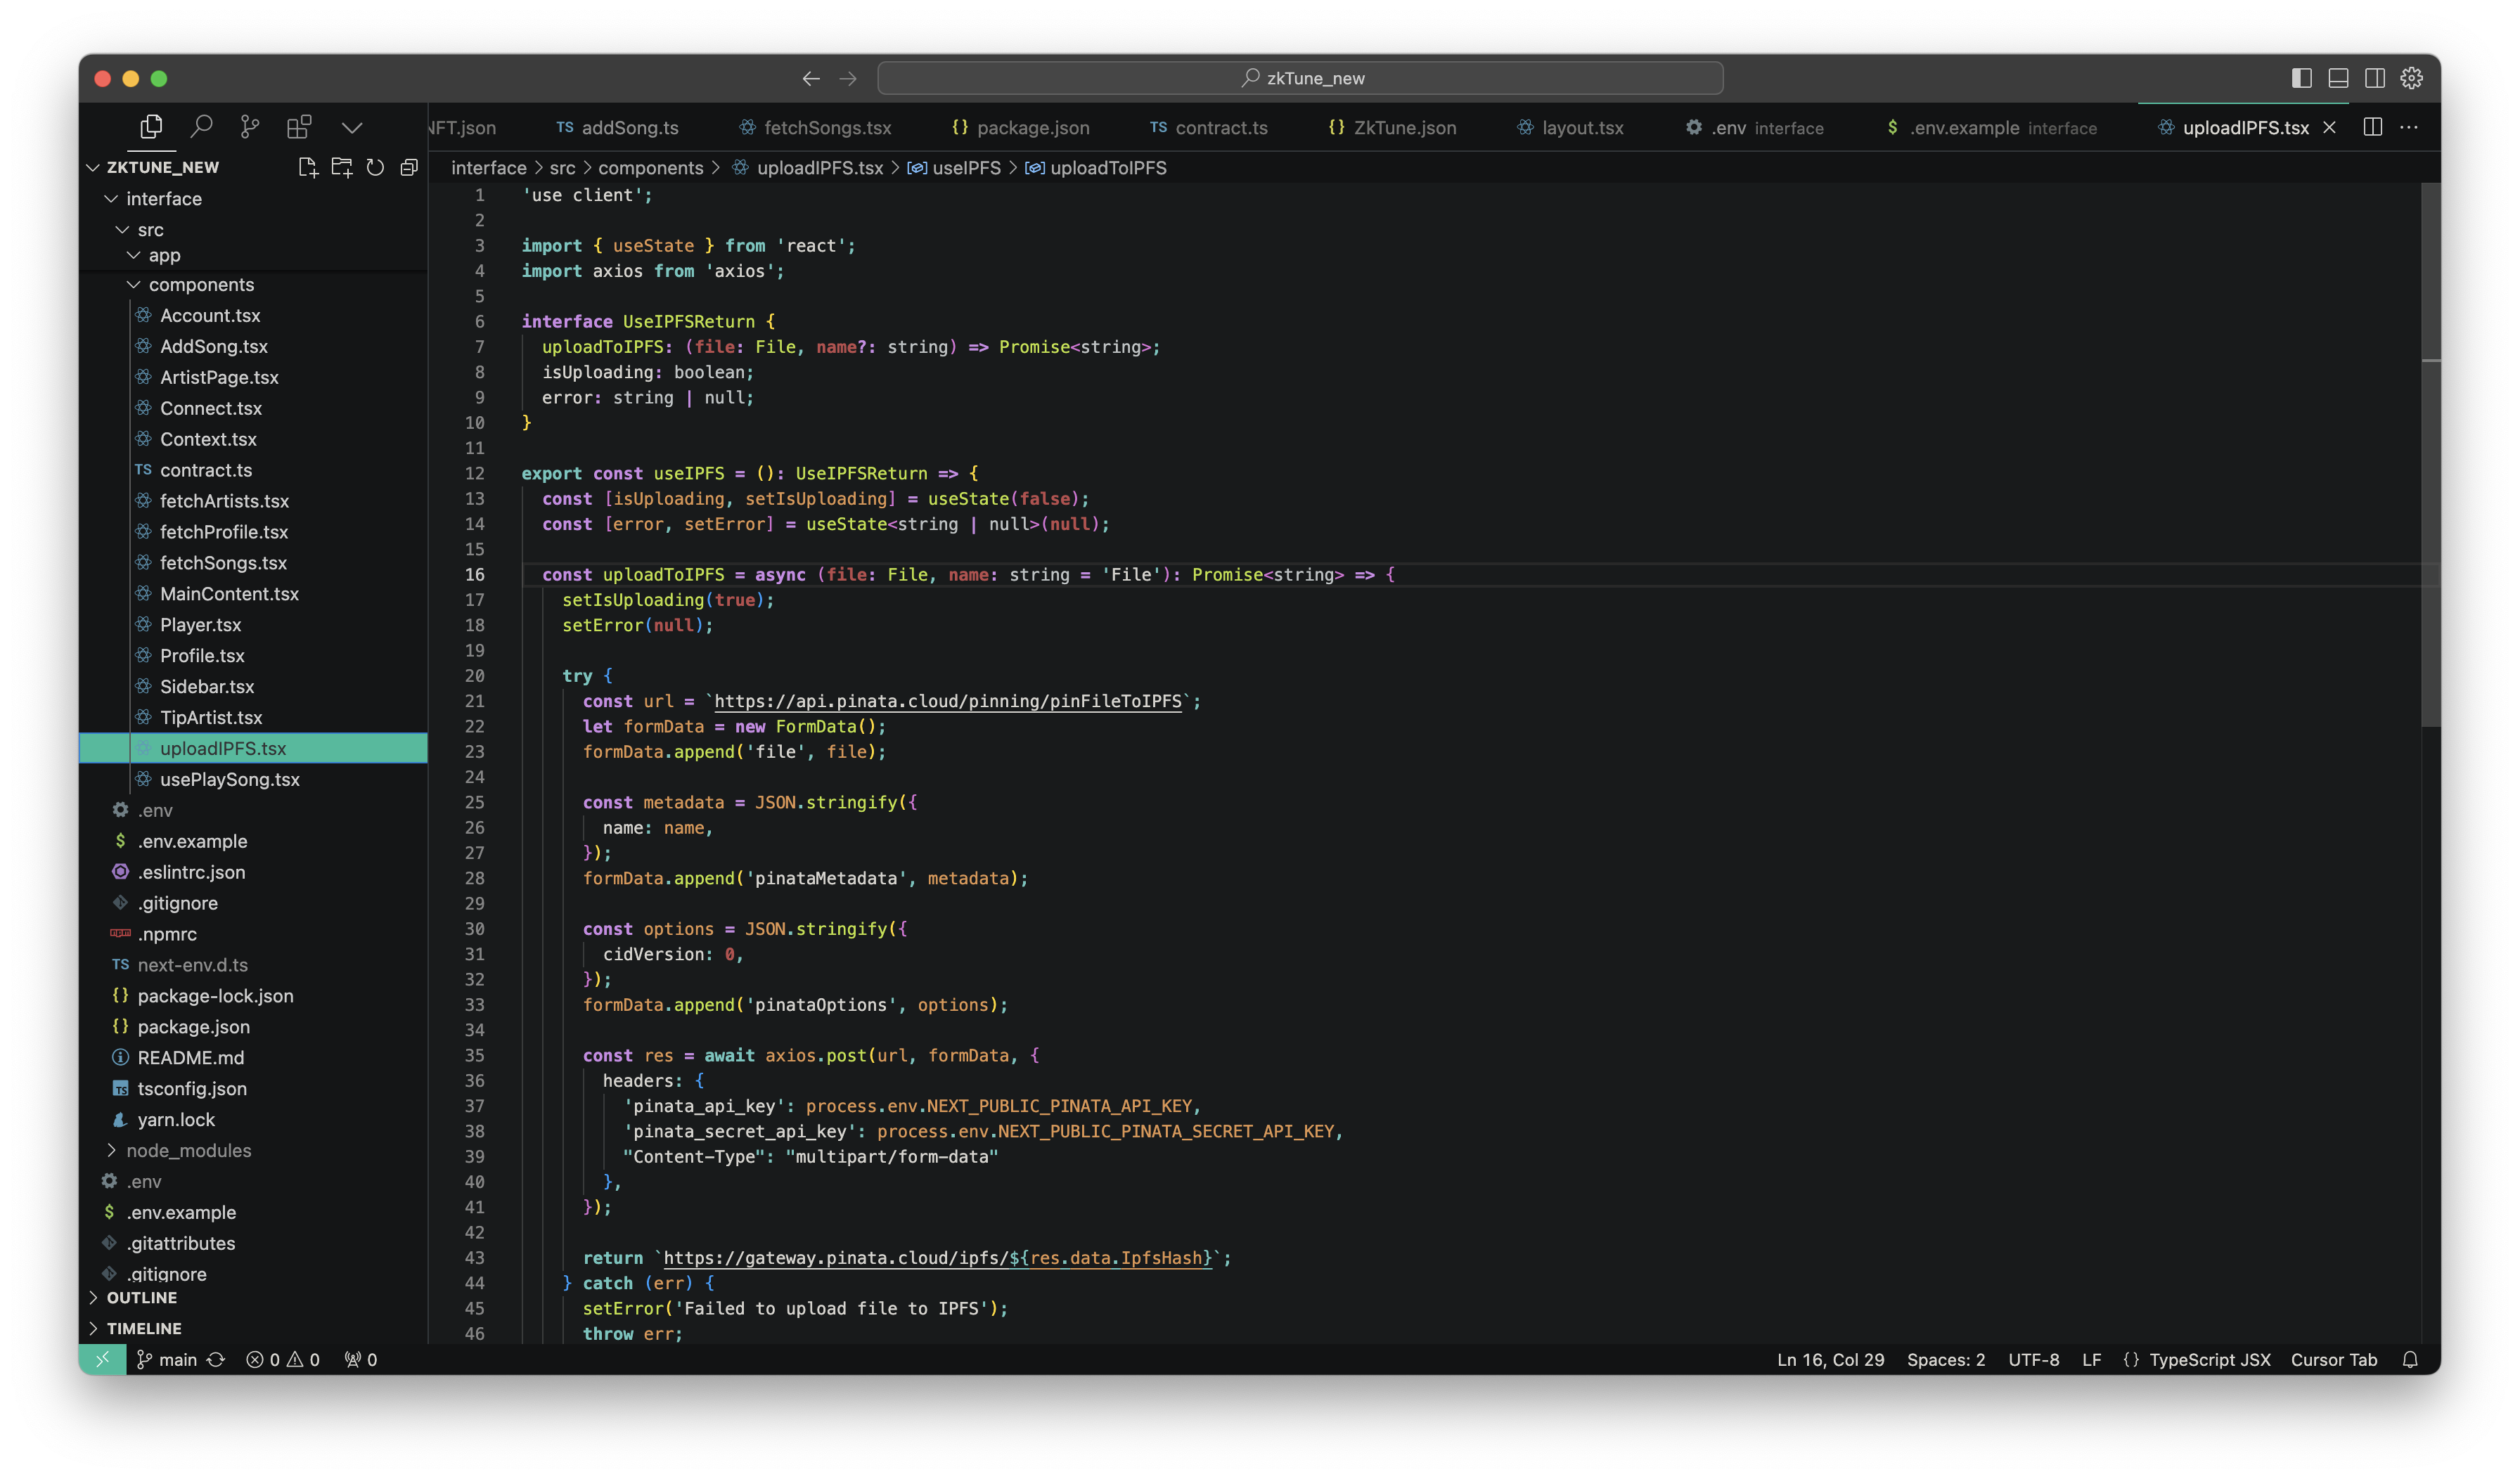 zkTune_new
NFT.json
TS addSong.ts
fetchSongs.tsx
{} package.json
TS contract.ts
{} ZkTune.json
layout.tsx
.env interface
$ .env.example interface
uploadIPFS.tsx
ZKTUNE_NEW
interface
src
app
components
Account.tsx
AddSong.tsx
ArtistPage.tsx
Connect.tsx
Context.tsx
TS contract.ts
fetchArtists.tsx
fetchProfile.tsx
fetchSongs.tsx
MainContent.tsx
Player.tsx
Profile.tsx
Sidebar.tsx
TipArtist.tsx
uploadIPFS.tsx
usePlaySong.tsx
.env
$ .env.example
.eslintrc.json
.gitignore
.npmrc
TS next-env.d.ts
{} package-lock.json
{} package.json
README.md
TS tsconfig.json
yarn.lock
node_modules
.env
$ .env.example
.gitattributes
.gitignore
OUTLINE
TIMELINE
interface > src > components > uploadIPFS.tsx > useIPFS > uploadToIPFS
1 'use client';
2
3 import { useState } from 'react';
4 import axios from 'axios';
5
6 interface UseIPFSReturn {
7 uploadToIPFS: (file: File, name?: string) => Promise<string>;
8 isUploading: boolean;
9 error: string | null;
10 }
11
12 export const useIPFS = (): UseIPFSReturn => {
13 const [isUploading, setIsUploading] = useState(false);
14 const [error, setError] = useState<string | null>(null);
15
16 const uploadToIPFS = async (file: File, name: string = 'File'): Promise<string> => {
17 setIsUploading(true);
18 setError(null);
19
20 try {
21 const url = `https://api.pinata.cloud/pinning/pinFileToIPFS`;
22 let formData = new FormData();
23 formData.append('file', file);
24
25 const metadata = JSON.stringify({
26 name: name,
27 });
28 formData.append('pinataMetadata', metadata);
29
30 const options = JSON.stringify({
31 cidVersion: 0,
32 });
33 formData.append('pinataOptions', options);
34
35 const res = await axios.post(url, formData, {
36 headers: {
37 'pinata_api_key': process.env.NEXT_PUBLIC_PINATA_API_KEY,
38 'pinata_secret_api_key': process.env.NEXT_PUBLIC_PINATA_SECRET_API_KEY,
39 "Content-Type": "multipart/form-data"
40 },
41 });
42
43 return `https://gateway.pinata.cloud/ipfs/${res.data.IpfsHash}`;
44 } catch (err) {
45 setError('Failed to upload file to IPFS');
46 throw err;
main
0 0
0
Ln 16, Col 29
Spaces: 2
UTF-8
LF
{} TypeScript JSX
Cursor Tab